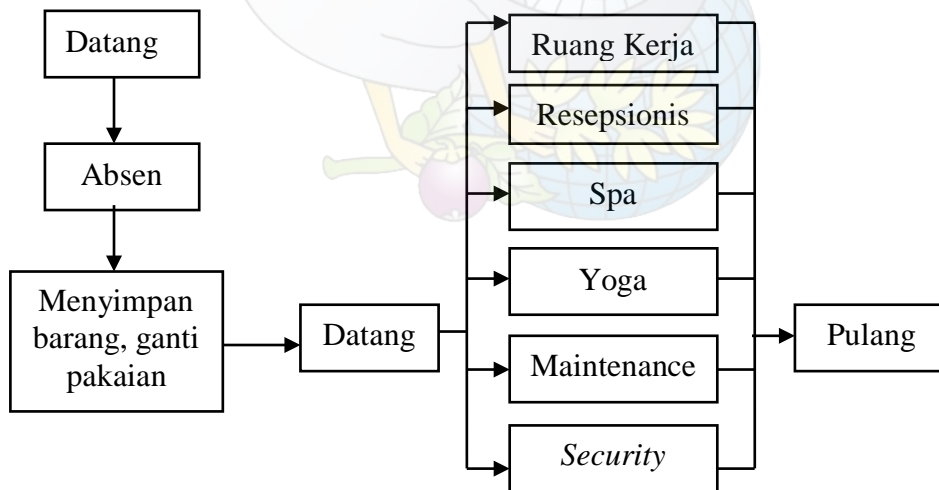 Datang
Absen
Menyimpan
barang, ganti
pakaian
Datang
Ruang Kerja
Resepsionis
Spa
Yoga
Maintenance
Security
Pulang